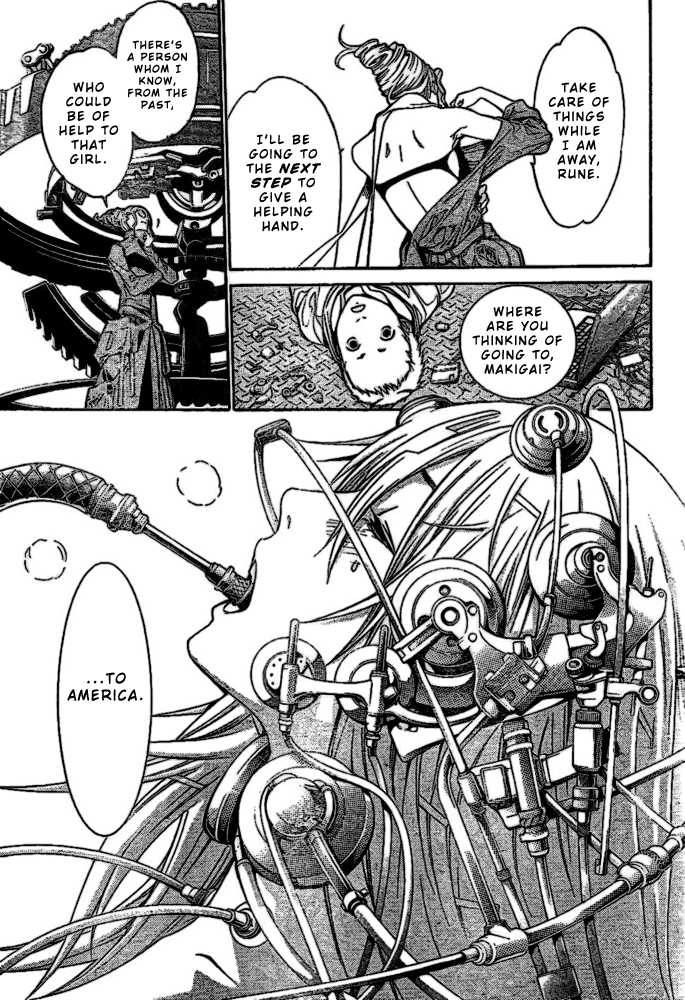 TAKE
CARE OF
THINGS
WHILE
I AM
AWAY,
RUNE.
I'LL BE
GOING TO
THE NEXT
STEP TO
GIVE A
HELPING
HAND.
THERE'S
A PERSON
WHOM I
KNOW,
FROM THE
PAST,
WHO
COULD
BE OF
HELP TO
THAT
GIRL.
WHERE
ARE YOU
THINKING OF
GOING TO,
MAKIGAI?
...TO
AMERICA.